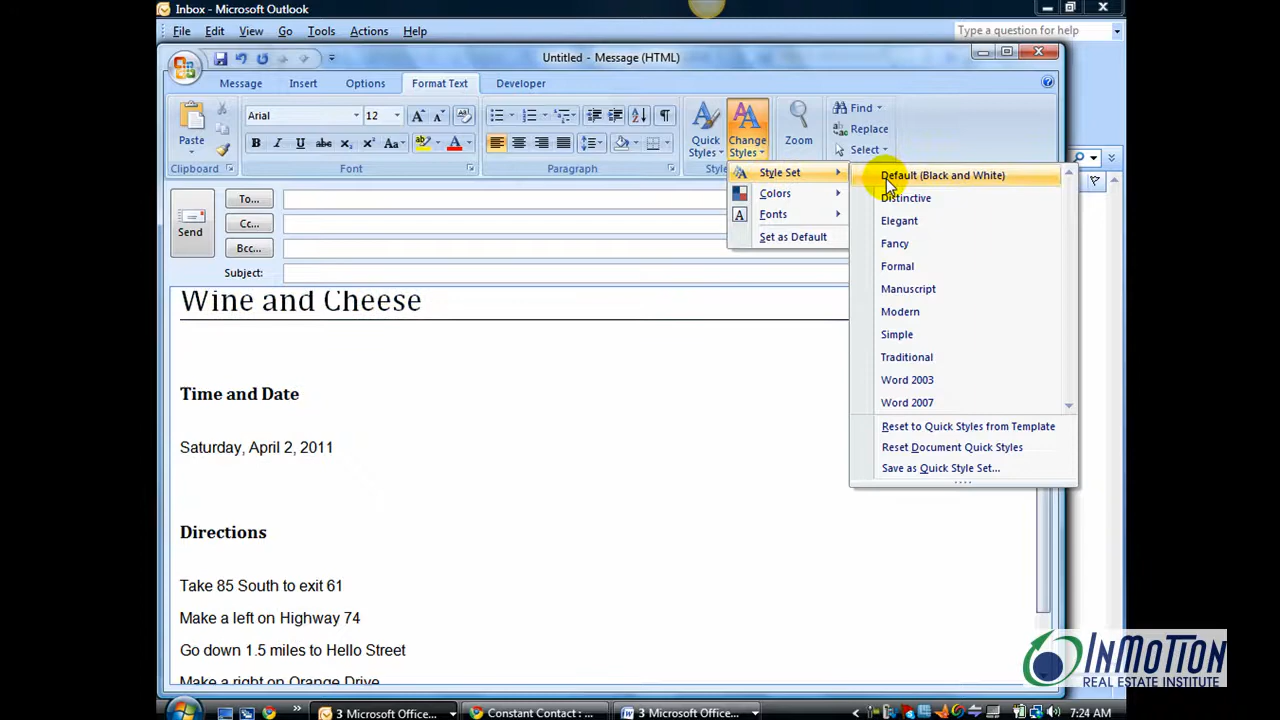 Inbox - Microsoft Outlook
File Edit View Go Tools Actions Help
Type a question for help
Untitled - Message (HTML)
Message Insert Options Format Text Developer
Paste
Clipboard
Arial 12
Font
Paragraph
Quick Styles
Change Styles
Zoom
Find
Replace
Select
Style Set
Colors
Fonts
Set as Default
Default (Black and White)
Distinctive
Elegant
Fancy
Formal
Manuscript
Modern
Simple
Traditional
Word 2003
Word 2007
Reset to Quick Styles from Template
Reset Document Quick Styles
Save as Quick Style Set...
Send
To...
Cc...
Bcc...
Subject:
Wine and Cheese
Time and Date
Saturday, April 2, 2011
Directions
Take 85 South to exit 61
Make a left on Highway 74
Go down 1.5 miles to Hello Street
Make a right on Orange Drive
INMOTION
REAL ESTATE INSTITUTE
3 Microsoft Office... Constant Contact : ... 3 Microsoft Office... 7:24 AM